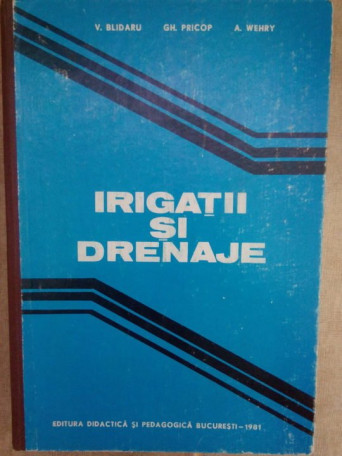 V. BLIDARU GH. PRICOP A. WEHRY
IRIGAȚII
ȘI
DRENAJE
EDITURA DIDACTICĂ ȘI PEDAGOGICĂ BUCUREȘTI-1981